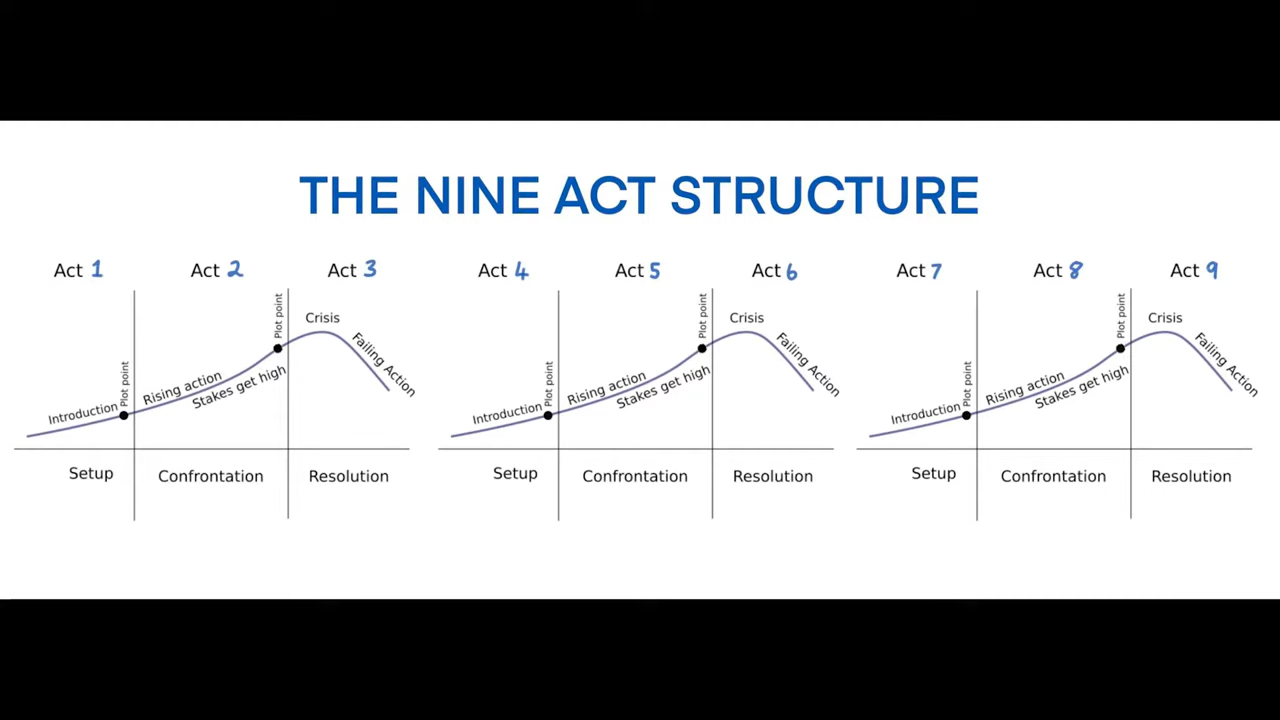 THE NINE ACT STRUCTURE
Act 1
Act 2
Act 3
Act 4
Act 5
Act 6
Act 7
Act 8
Act 9
Introduction
Plot point
Rising action
Stakes get high
Plot point
Crisis
Failing Action
Setup
Confrontation
Resolution
Introduction
Plot point
Rising action
Stakes get high
Plot point
Crisis
Failing Action
Setup
Confrontation
Resolution
Introduction
Plot point
Rising action
Stakes get high
Plot point
Crisis
Failing Action
Setup
Confrontation
Resolution